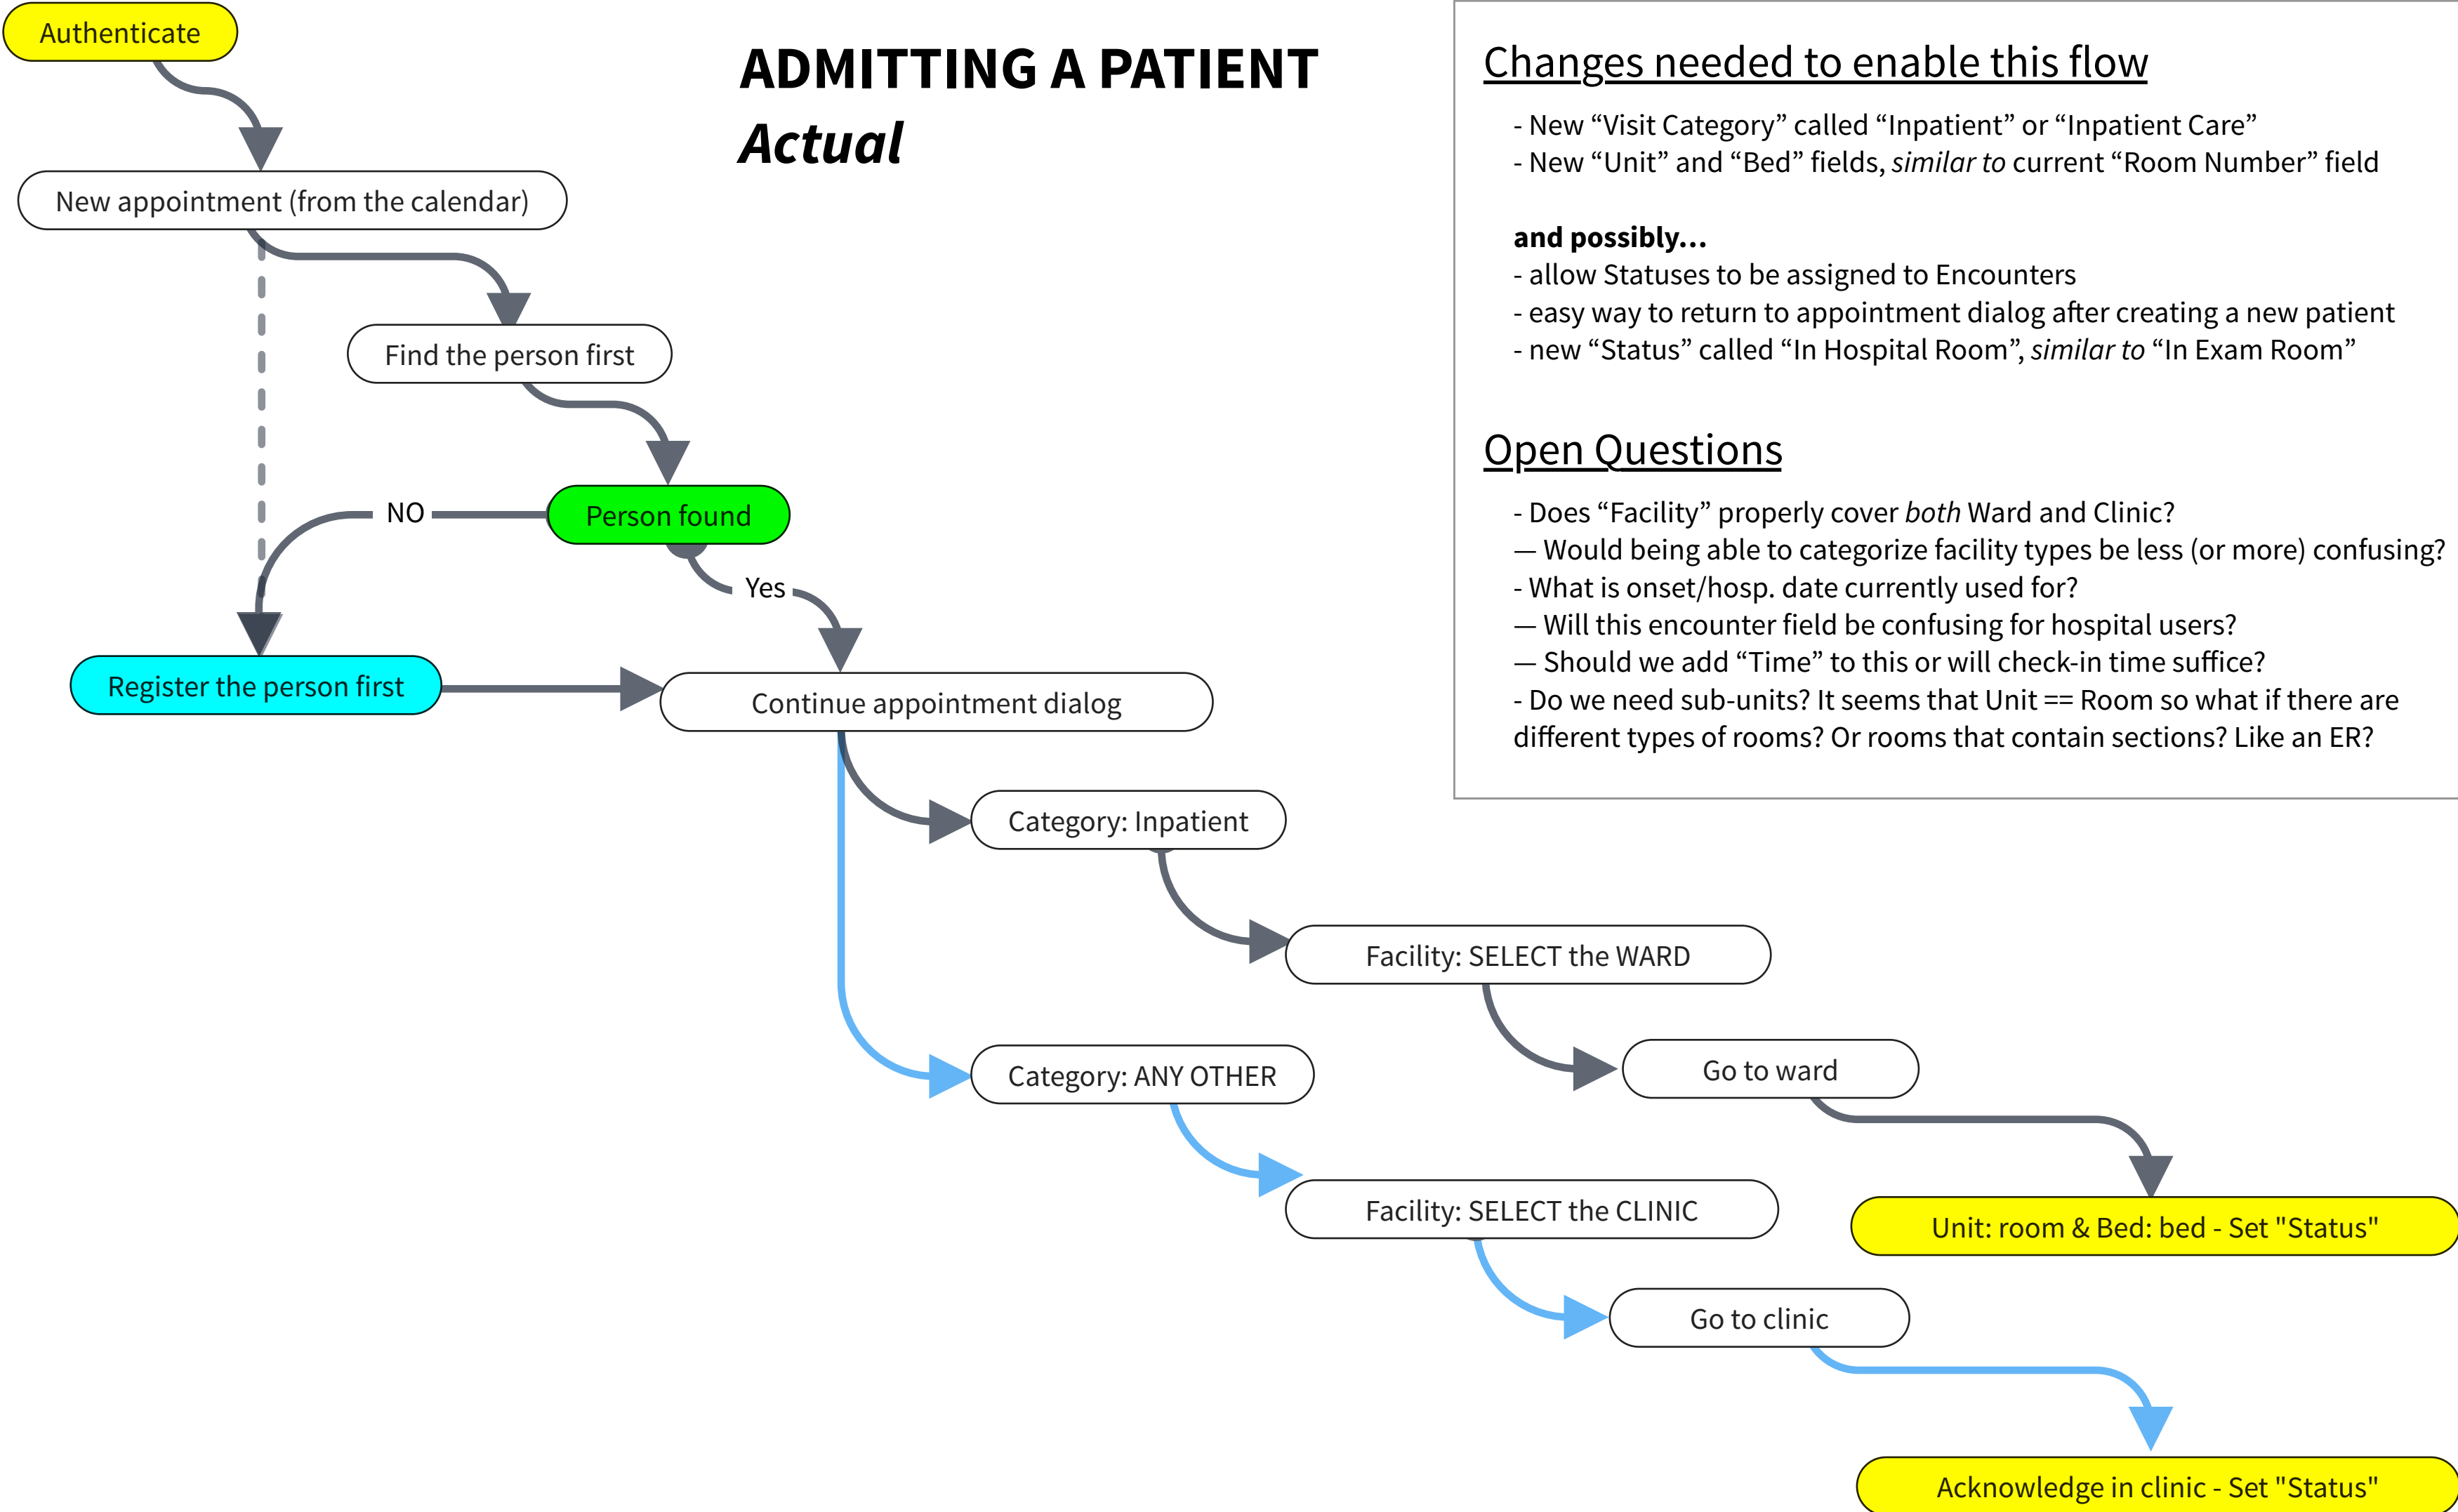 Authenticate
ADMITTING A PATIENT
Actual
New appointment (from the calendar)
Find the person first
Person found
NO
Yes
Register the person first
Continue appointment dialog
Category: Inpatient
Facility: SELECT the WARD
Go to ward
Unit: room & Bed: bed - Set "Status"
Category: ANY OTHER
Facility: SELECT the CLINIC
Go to clinic
Acknowledge in clinic - Set "Status"
Changes needed to enable this flow
- New “Visit Category” called “Inpatient” or “Inpatient Care”
- New “Unit” and “Bed” fields, similar to current “Room Number” field
and possibly…
- allow Statuses to be assigned to Encounters
- easy way to return to appointment dialog after creating a new patient
- new “Status” called “In Hospital Room”, similar to “In Exam Room”
Open Questions
- Does “Facility” properly cover both Ward and Clinic?
— Would being able to categorize facility types be less (or more) confusing?
- What is onset/hosp. date currently used for?
— Will this encounter field be confusing for hospital users?
— Should we add “Time” to this or will check-in time suffice?
- Do we need sub-units? It seems that Unit == Room so what if there are
different types of rooms? Or rooms that contain sections? Like an ER?